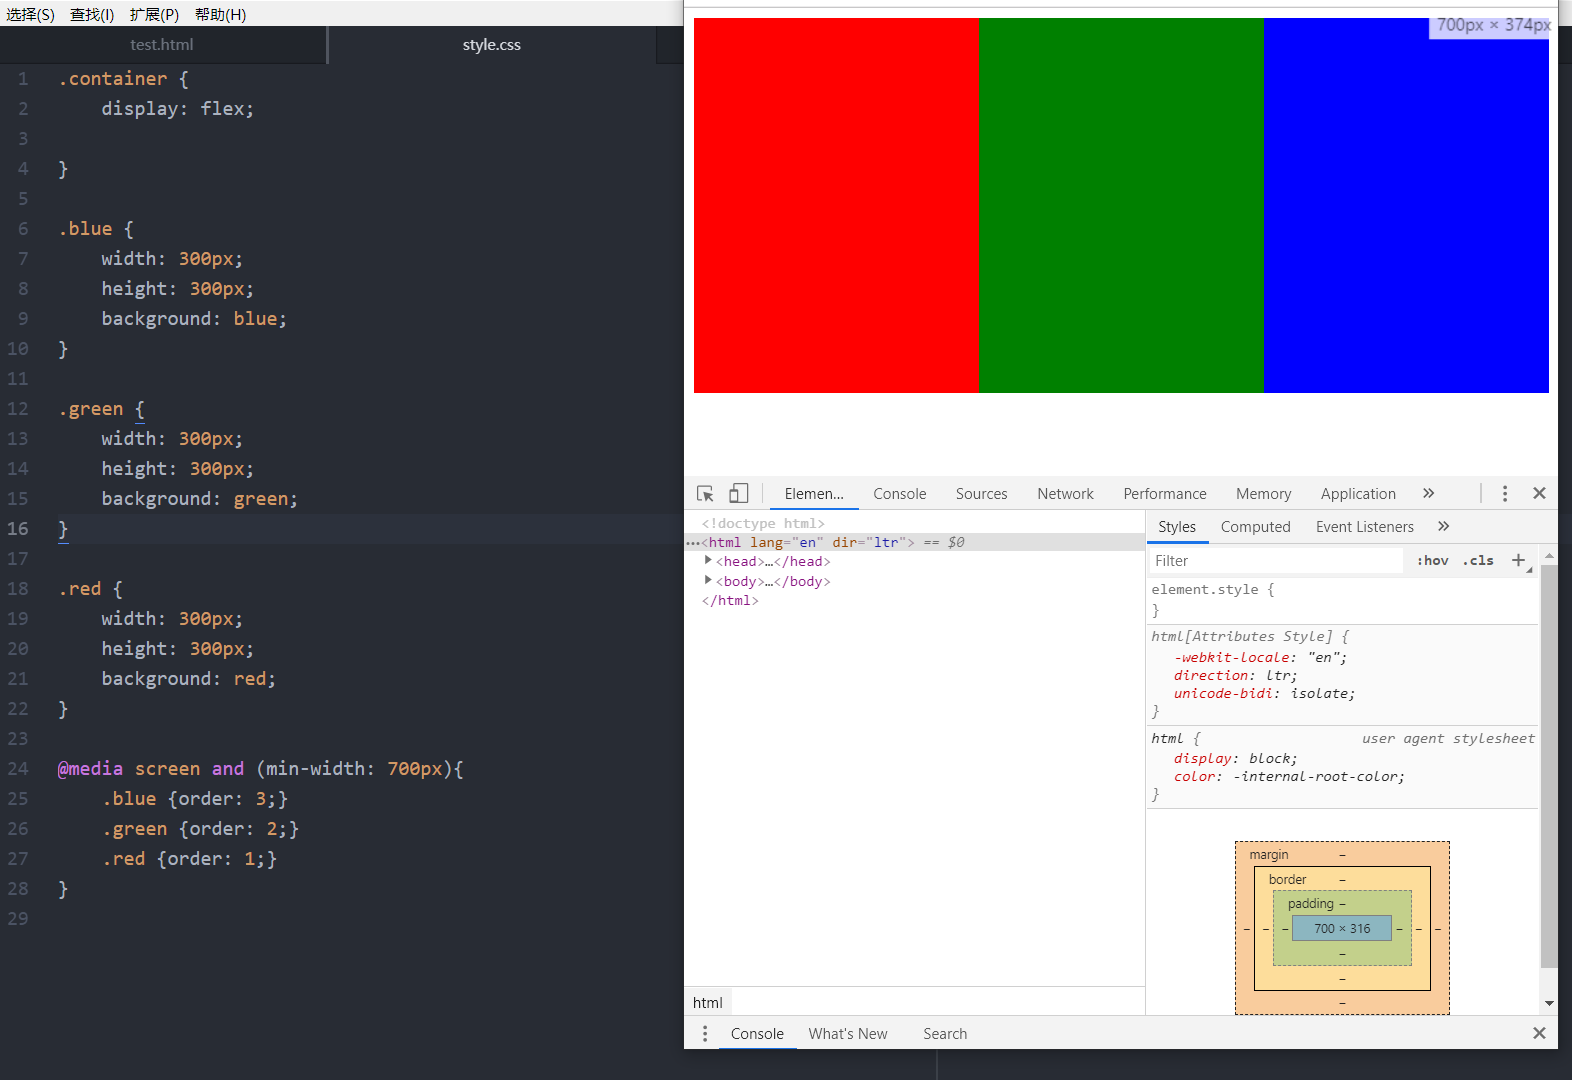 选择(S) 查找(I) 扩展(P) 帮助(H)
test.html
style.css
1 .container {
2 display: flex;
3
4 }
5
6 .blue {
7 width: 300px;
8 height: 300px;
9 background: blue;
10 }
11
12 .green {
13 width: 300px;
14 height: 300px;
15 background: green;
16 }
17
18 .red {
19 width: 300px;
20 height: 300px;
21 background: red;
22 }
23
24 @media screen and (min-width: 700px){
25 .blue {order: 3;}
26 .green {order: 2;}
27 .red {order: 1;}
28 }
29
700px × 374px
Elemen... Console Sources Network Performance Memory Application »
<!doctype html>
…<html lang="en" dir="ltr"> == $0
<head>…</head>
<body>…</body>
</html>
html
Styles Computed Event Listeners »
Filter :hov .cls +
element.style {
}
html[Attributes Style] {
-webkit-locale: "en";
direction: ltr;
unicode-bidi: isolate;
}
html { user agent stylesheet
display: block;
color: -internal-root-color;
}
margin –
border –
padding –
– – – 700 × 316 – – –
–
–
–
Console What's New Search